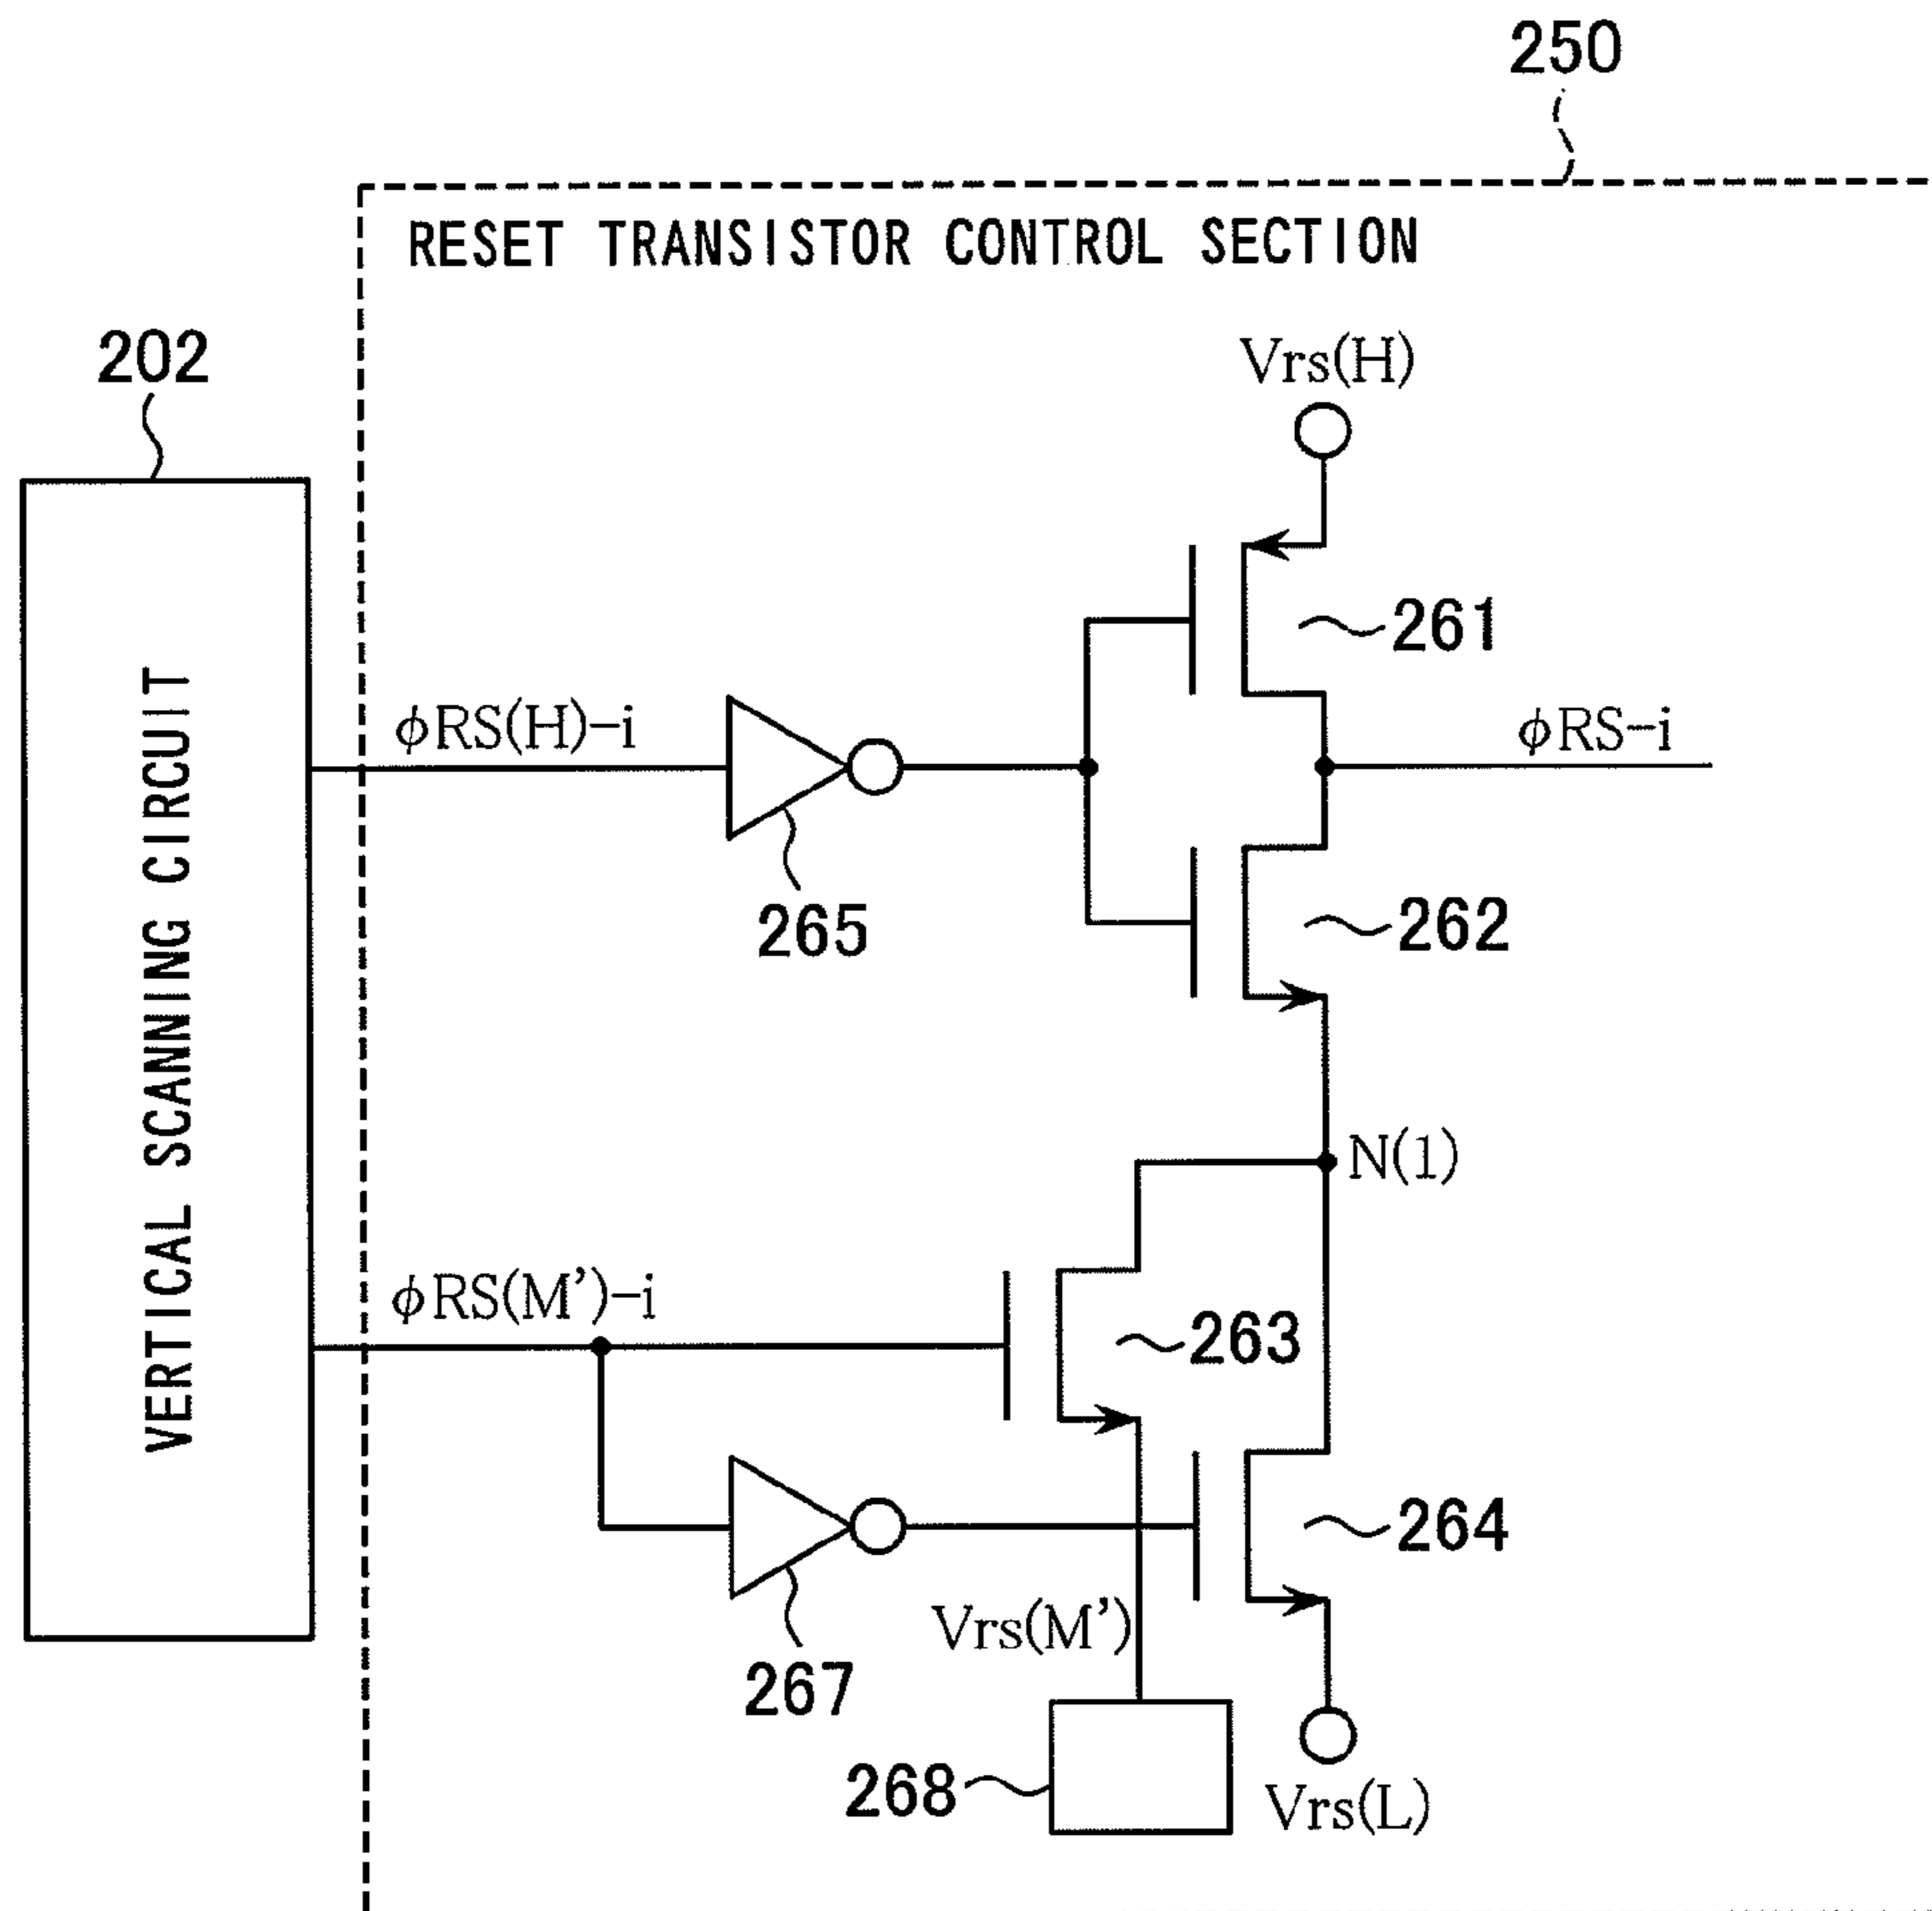 250
RESET TRANSISTOR CONTROL SECTION
202
Vrs(H)
261
φRS(H)-i
φRS-i
265
262
VERTICAL SCANNING CIRCUIT
N(1)
φRS(M')-i
263
264
Vrs(M')
267
268
Vrs(L)